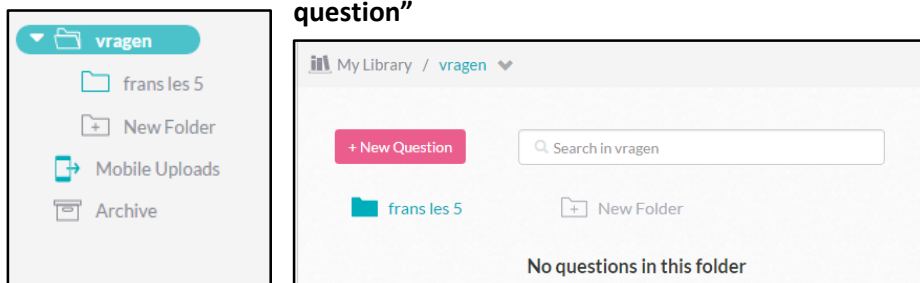 question”
vragen
frans les 5
New Folder
Mobile Uploads
Archive
My Library / vragen
+ New Question
Search in vragen
frans les 5
New Folder
No questions in this folder